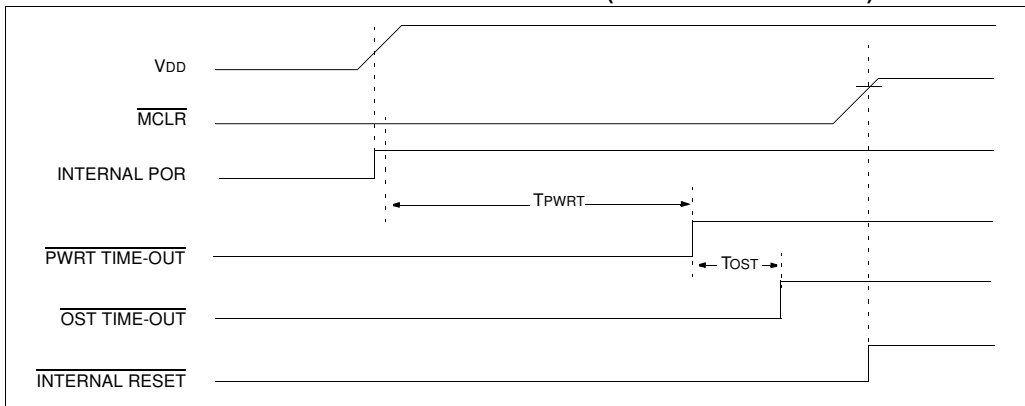 VDD
MCLR
INTERNAL POR
TPWRT
PWRT TIME-OUT
TOST
OST TIME-OUT
INTERNAL RESET